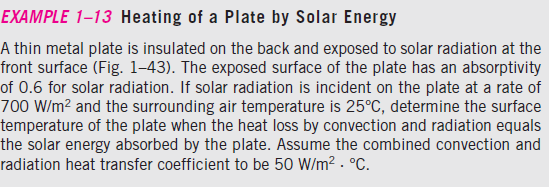 EXAMPLE 1–13 Heating of a Plate by Solar Energy
A thin metal plate is insulated on the back and exposed to solar radiation at the
front surface (Fig. 1–43). The exposed surface of the plate has an absorptivity
of 0.6 for solar radiation. If solar radiation is incident on the plate at a rate of
700 W/m² and the surrounding air temperature is 25°C, determine the surface
temperature of the plate when the heat loss by convection and radiation equals
the solar energy absorbed by the plate. Assume the combined convection and
radiation heat transfer coefficient to be 50 W/m² · °C.